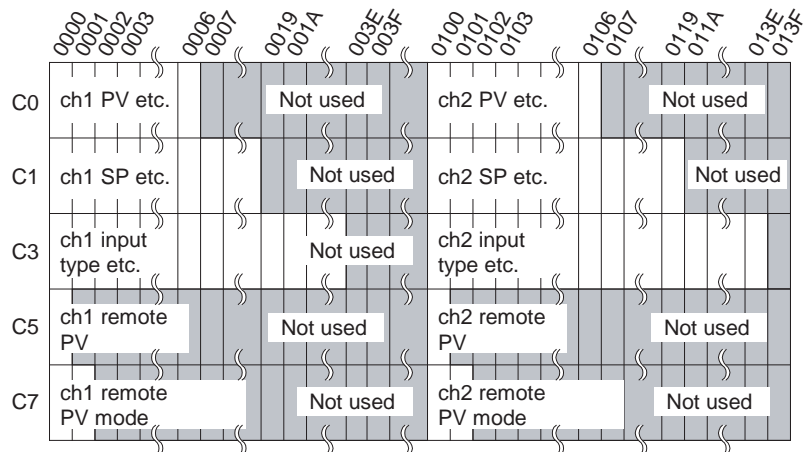 0000 0001 0002 0003 0006 0007 0019 001A 003E 003F 0100 0101 0102 0103 0106 0107 0119 011A 013E 013F
C0 ch1 PV etc. Not used ch2 PV etc. Not used
C1 ch1 SP etc. Not used ch2 SP etc. Not used
C3 ch1 input type etc. Not used ch2 input type etc.
C5 ch1 remote PV Not used ch2 remote PV Not used
C7 ch1 remote PV mode Not used ch2 remote PV mode Not used